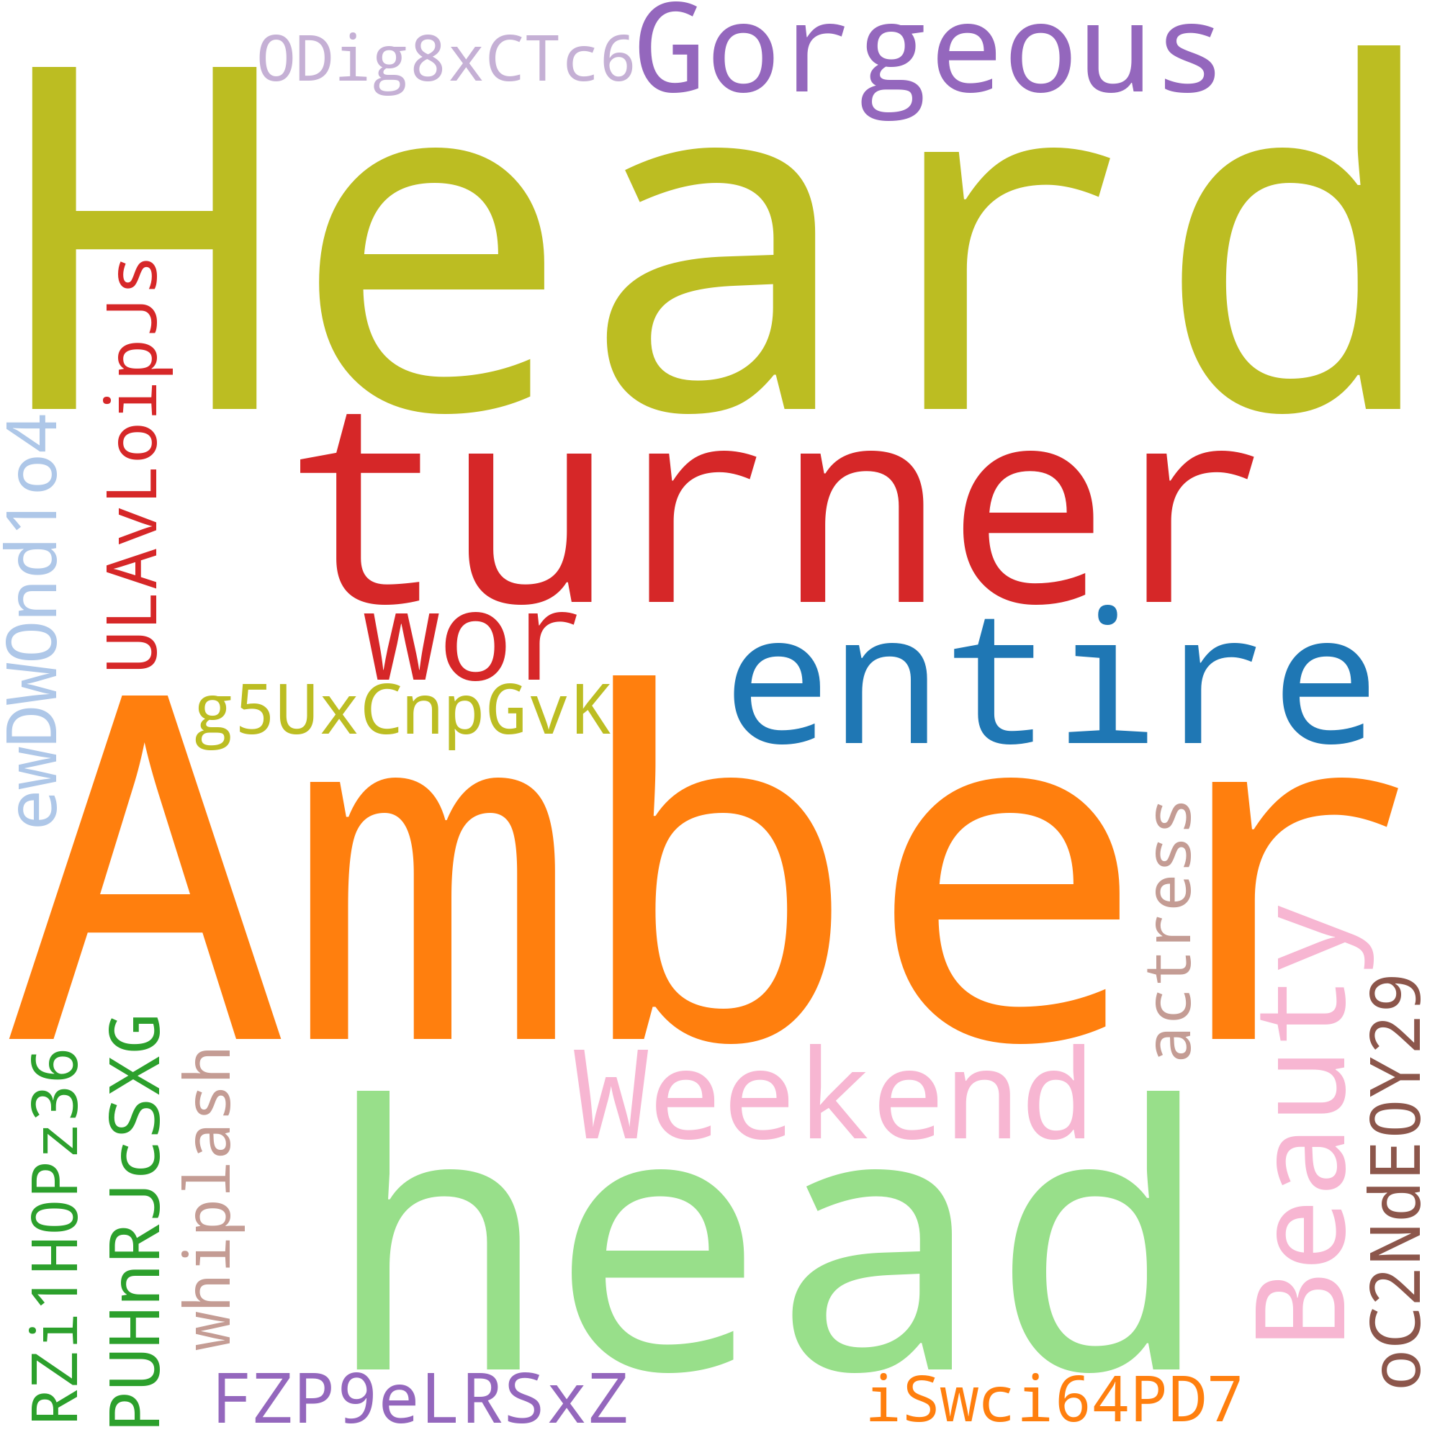 ODig8xCTc6
Gorgeous
Heard
ULAvLoipJs
turner
ewDWOnd1o4
wor
entire
g5UxCnpGvK
Amber
actress
Beauty
oC2NdE0Y29
RZi1H0Pz36
PUHnRJcSXG
whiplash
Weekend
head
FZP9eLRSxZ
iSwci64PD7